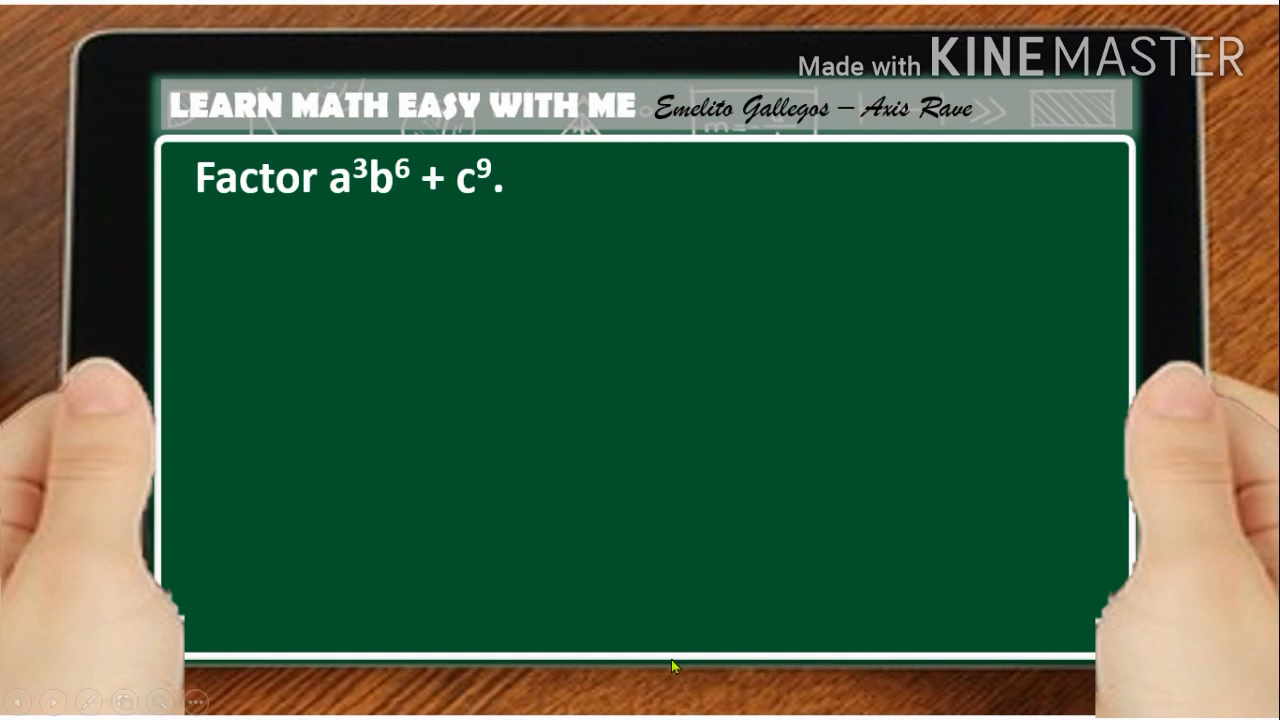 Made with KINEMASTER
LEARN MATH EASY WITH ME Emelito Gallegos – Axis Rave
Factor a³b⁶ + c⁹.